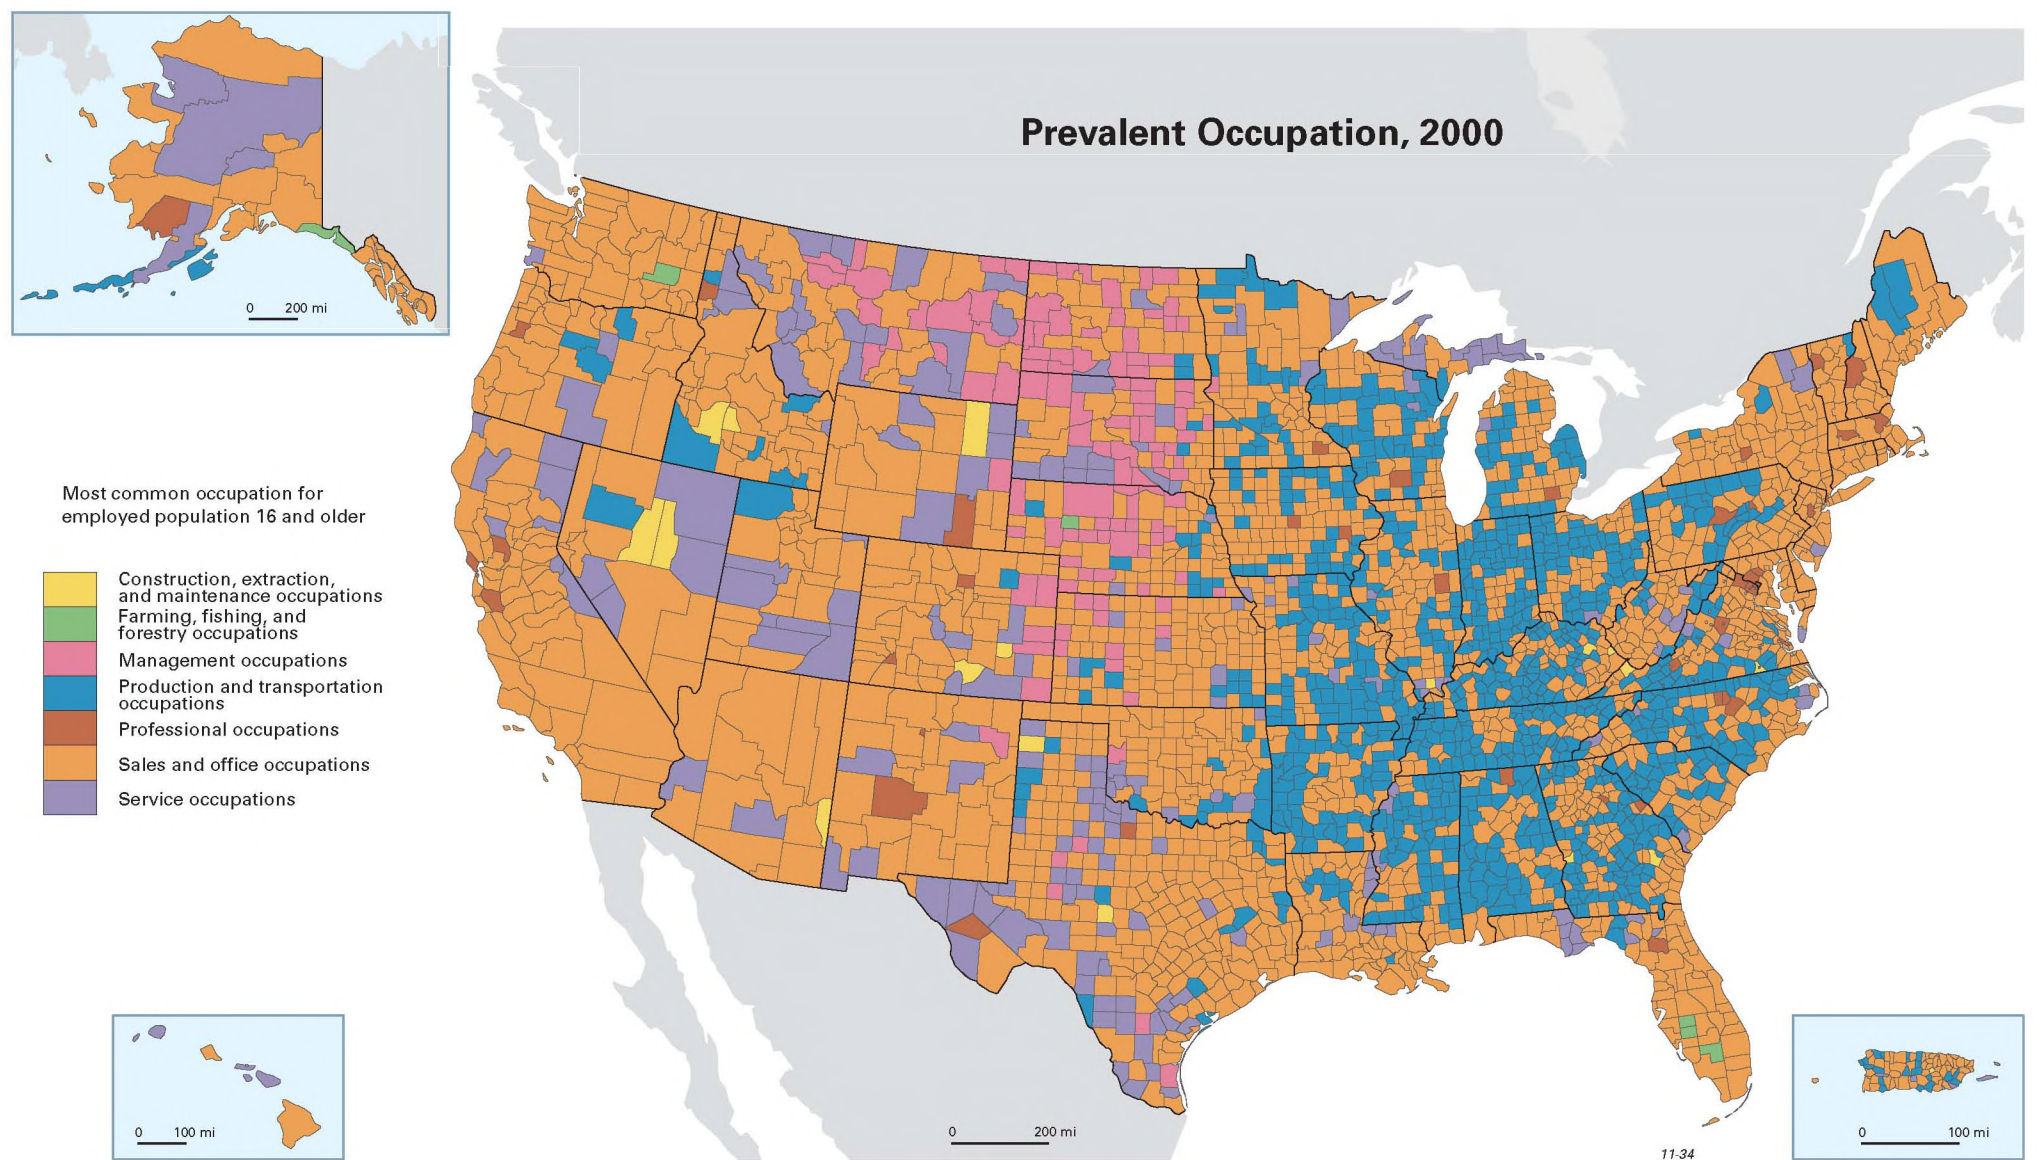 Prevalent Occupation, 2000
0 200 mi
Most common occupation for
employed population 16 and older
Construction, extraction,
and maintenance occupations
Farming, fishing, and
forestry occupations
Management occupations
Production and transportation
occupations
Professional occupations
Sales and office occupations
Service occupations
0 100 mi
0 200 mi
0 100 mi
11-34